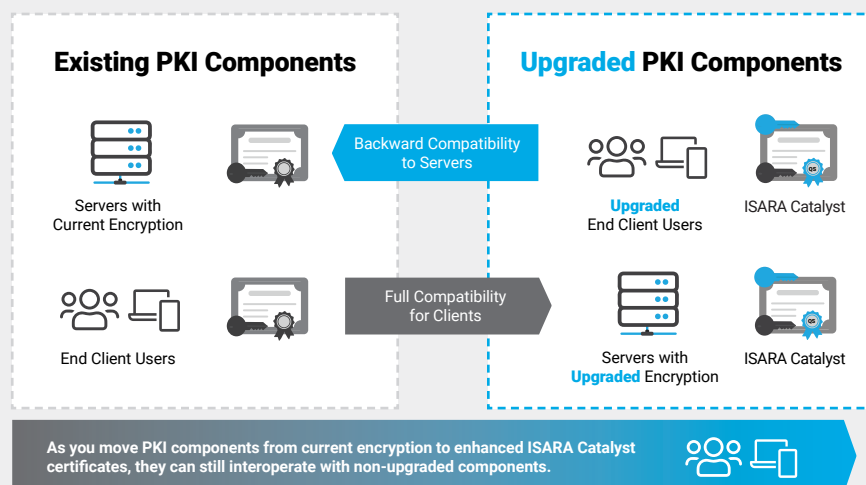 Existing PKI Components
Upgraded PKI Components
Backward Compatibility
to Servers
Servers with
Current Encryption
Upgraded
End Client Users
QS
ISARA Catalyst
Full Compatibility
for Clients
End Client Users
Servers with
Upgraded Encryption
QS
ISARA Catalyst
As you move PKI components from current encryption to enhanced ISARA Catalyst
certificates, they can still interoperate with non-upgraded components.